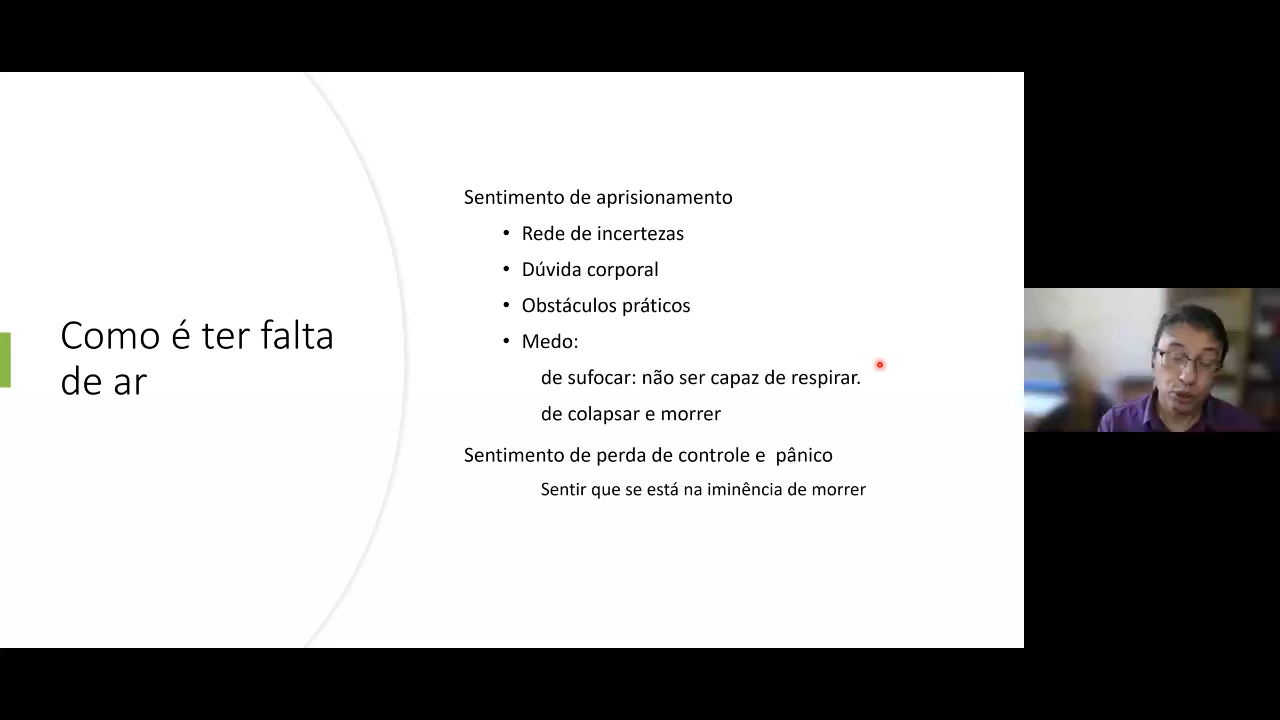 Como é ter falta
de ar
Sentimento de aprisionamento
• Rede de incertezas
• Dúvida corporal
• Obstáculos práticos
• Medo:
de sufocar: não ser capaz de respirar.
de colapsar e morrer
Sentimento de perda de controle e  pânico
Sentir que se está na iminência de morrer